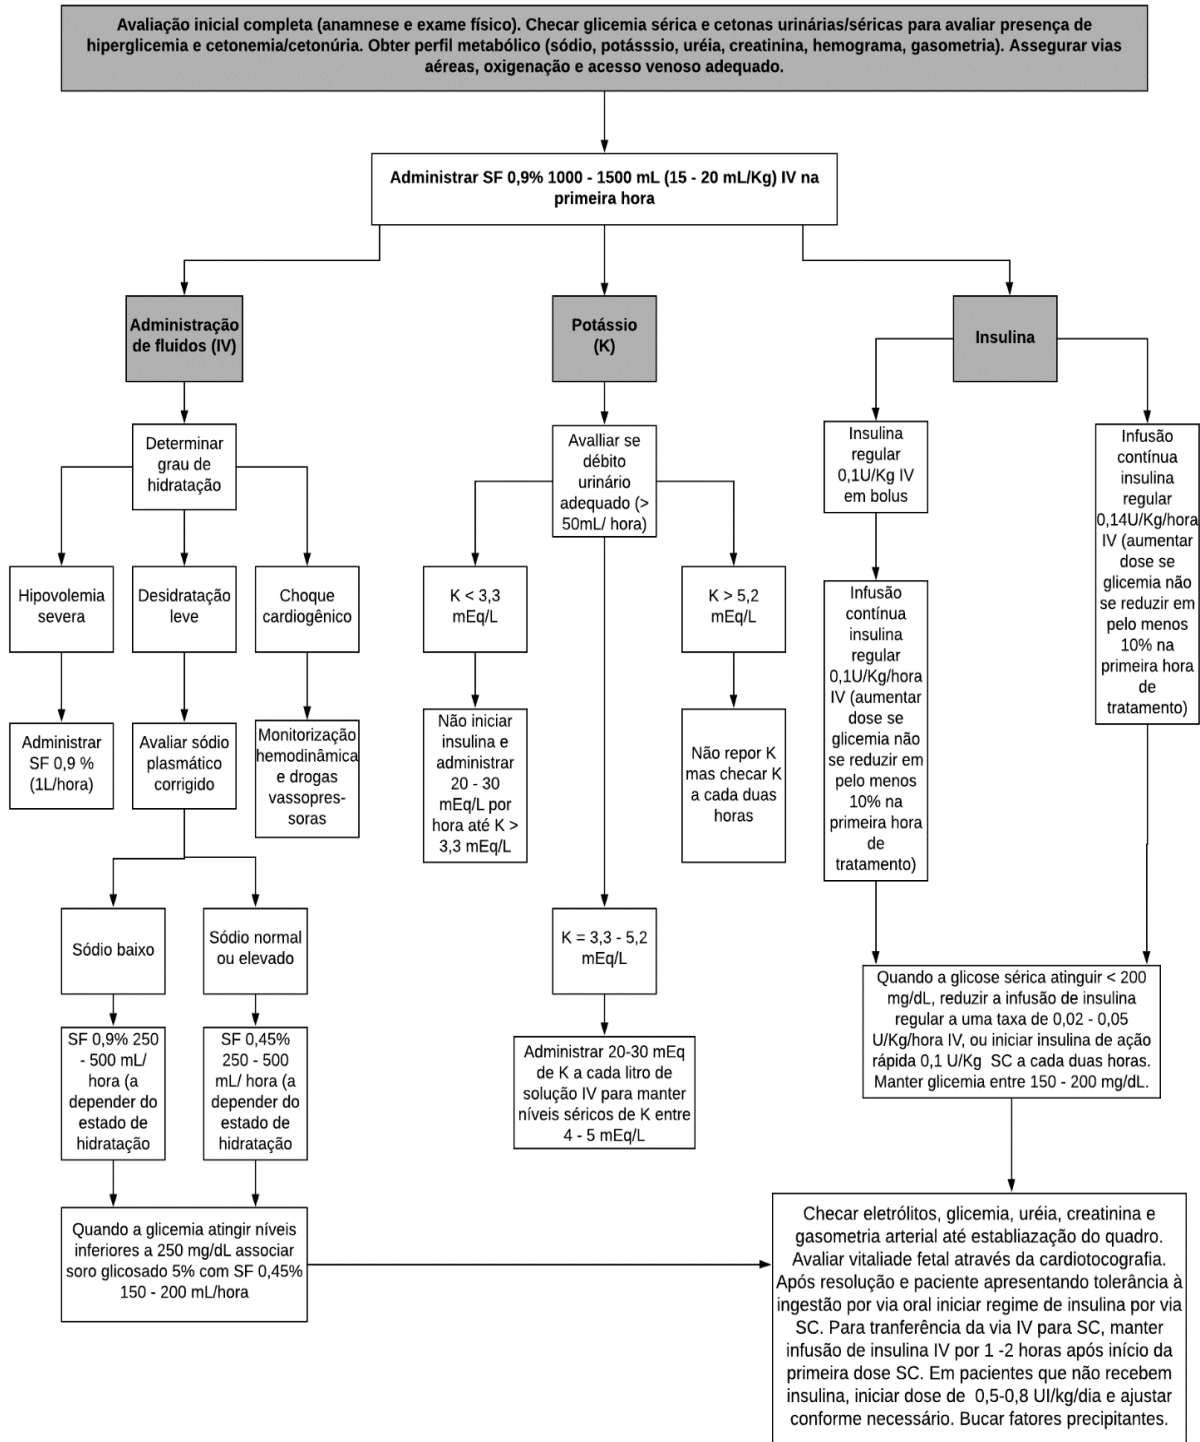 Avaliação inicial completa (anamnese e exame físico). Checar glicemia sérica e cetonas urinárias/séricas para avaliar presença de
hiperglicemia e cetonemia/cetonúria. Obter perfil metabólico (sódio, potásssio, uréia, creatinina, hemograma, gasometria). Assegurar vias
aéreas, oxigenação e acesso venoso adequado.
Administrar SF 0,9% 1000 - 1500 mL (15 - 20 mL/Kg) IV na
primeira hora
Administração
de fluidos (IV)
Determinar
grau de
hidratação
Hipovolemia
severa
Administrar
SF 0,9 %
(1L/hora)
Desidratação
leve
Avaliar sódio
plasmático
corrigido
Choque
cardiogênico
Monitorização
hemodinâmica
e drogas
vassopres-
soras
Sódio baixo
SF 0,9% 250
- 500 mL/
hora (a
depender do
estado de
hidratação
Sódio normal
ou elevado
SF 0,45%
250 - 500
mL/ hora (a
depender do
estado de
hidratação
Quando a glicemia atingir níveis
inferiores a 250 mg/dL associar
soro glicosado 5% com SF 0,45%
150 - 200 mL/hora
Potássio
(K)
Avalliar se
débito
urinário
adequado (>
50mL/ hora)
K < 3,3
mEq/L
Não iniciar
insulina e
administrar
20 - 30
mEq/L por
hora até K >
3,3 mEq/L
K > 5,2
mEq/L
Não repor K
mas checar K
a cada duas
horas
K = 3,3 - 5,2
mEq/L
Administrar 20-30 mEq
de K a cada litro de
solução IV para manter
níveis séricos de K entre
4 - 5 mEq/L
Insulina
Insulina
regular
0,1U/Kg IV
em bolus
Infusão
contínua
insulina
regular
0,1U/Kg/hora
IV (aumentar
dose se
glicemia não
se reduzir em
pelo menos
10% na
primeira hora
de
tratamento)
Infusão
contínua
insulina
regular
0,14U/Kg/hora
IV (aumentar
dose se
glicemia não
se reduzir em
pelo menos
10% na
primeira hora
de
tratamento)
Quando a glicose sérica atinguir < 200
mg/dL, reduzir a infusão de insulina
regular a uma taxa de 0,02 - 0,05
U/Kg/hora IV, ou iniciar insulina de ação
rápida 0,1 U/Kg SC a cada duas horas.
Manter glicemia entre 150 - 200 mg/dL.
Checar eletrólitos, glicemia, uréia, creatinina e
gasometria arterial até establiazação do quadro.
Avaliar vitaliade fetal através da cardiotocografia.
Após resolução e paciente apresentando tolerância à
ingestão por via oral iniciar regime de insulina por via
SC. Para tranferência da via IV para SC, manter
infusão de insulina IV por 1 -2 horas após início da
primeira dose SC. Em pacientes que não recebem
insulina, iniciar dose de 0,5-0,8 UI/kg/dia e ajustar
conforme necessário. Bucar fatores precipitantes.